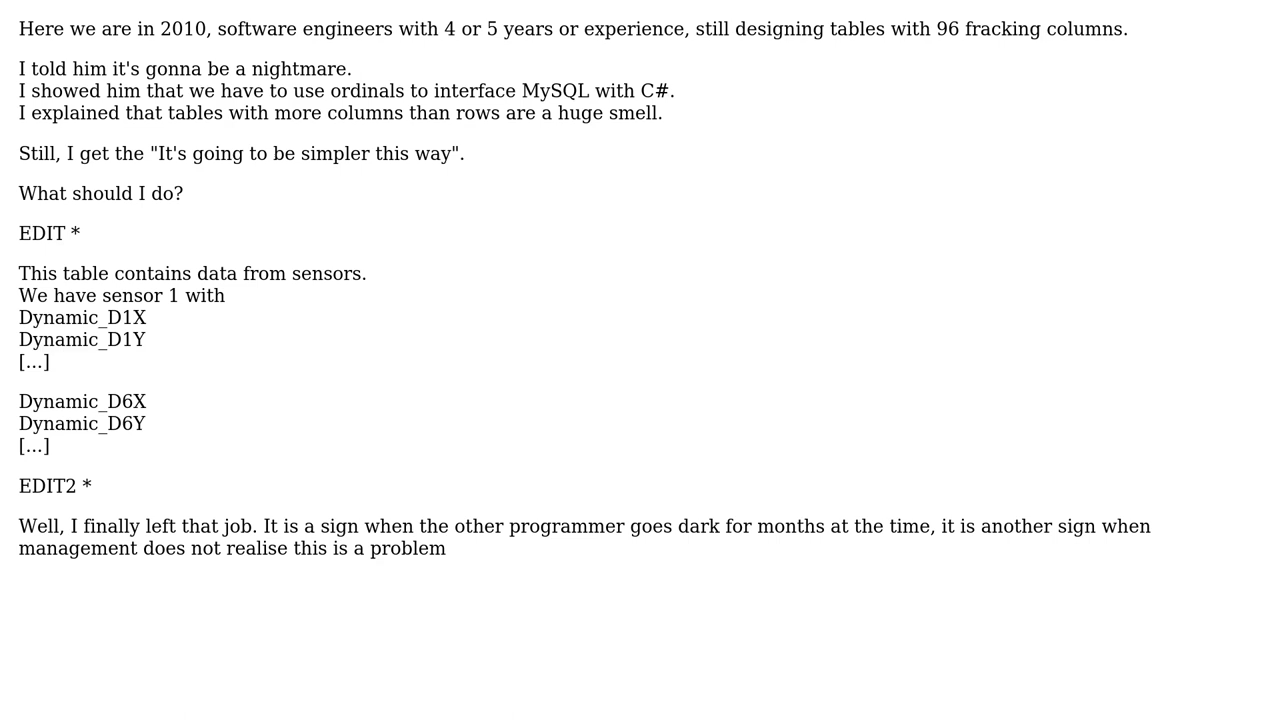 Here we are in 2010, software engineers with 4 or 5 years or experience, still designing tables with 96 fracking columns.
I told him it's gonna be a nightmare.
I showed him that we have to use ordinals to interface MySQL with C#.
I explained that tables with more columns than rows are a huge smell.
Still, I get the "It's going to be simpler this way".
What should I do?
EDIT *
This table contains data from sensors.
We have sensor 1 with
Dynamic_D1X
Dynamic_D1Y
[...]
Dynamic_D6X
Dynamic_D6Y
[...]
EDIT2 *
Well, I finally left that job. It is a sign when the other programmer goes dark for months at the time, it is another sign when
management does not realise this is a problem